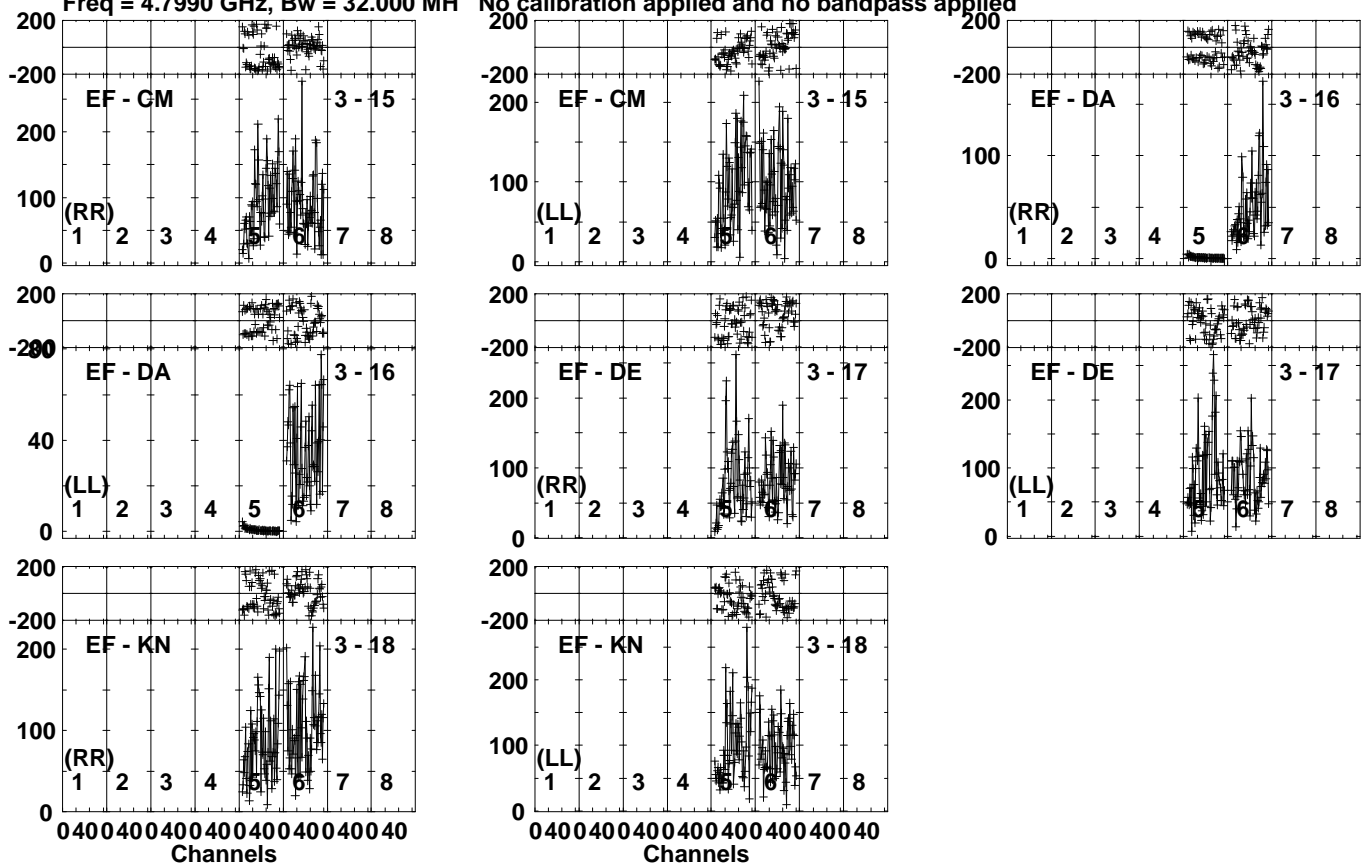 Freq = 4.7990 GHz, Bw = 32.000 MH No calibration applied and no bandpass applied
200
-200
EF - CM 3 - 15
200
100
0
(RR)
1 2 3 4 5 6 7 8
EF - CM 3 - 15
200
100
0
(LL)
1 2 3 4 5 6 7 8
200
-200
EF - DA 3 - 16
100
0
(RR)
1 2 3 4 5 6 7 8
200
-200
80
EF - DA 3 - 16
40
0
(LL)
1 2 3 4 5 6 7 8
200
-200
EF - DE 3 - 17
200
100
0
(RR)
1 2 3 4 5 6 7 8
200
-200
EF - DE 3 - 17
200
100
0
(LL)
1 2 3 4 5 6 7 8
200
-200
EF - KN 3 - 18
200
100
0
(RR)
1 2 3 4 5 6 7 8
0 40 0 40 0 40 0 40 0 40 0 40 0 40 0 40
Channels
200
-200
EF - KN 3 - 18
200
100
0
(LL)
1 2 3 4 5 6 7 8
0 40 0 40 0 40 0 40 0 40 0 40 0 40 0 40
Channels